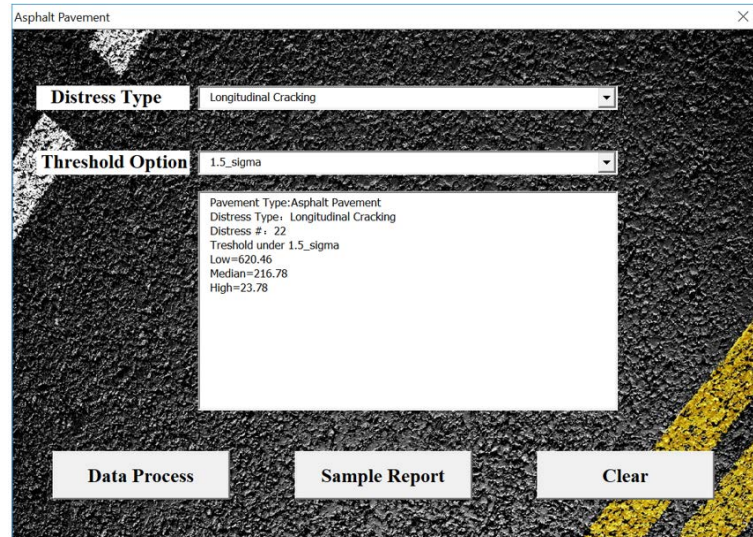 Asphalt Pavement
Distress Type
Longitudinal Cracking
Threshold Option
1.5_sigma
Pavement Type:Asphalt Pavement
Distress Type：Longitudinal Cracking
Distress #：22
Treshold under 1.5_sigma
Low=620.46
Median=216.78
High=23.78
Data Process
Sample Report
Clear